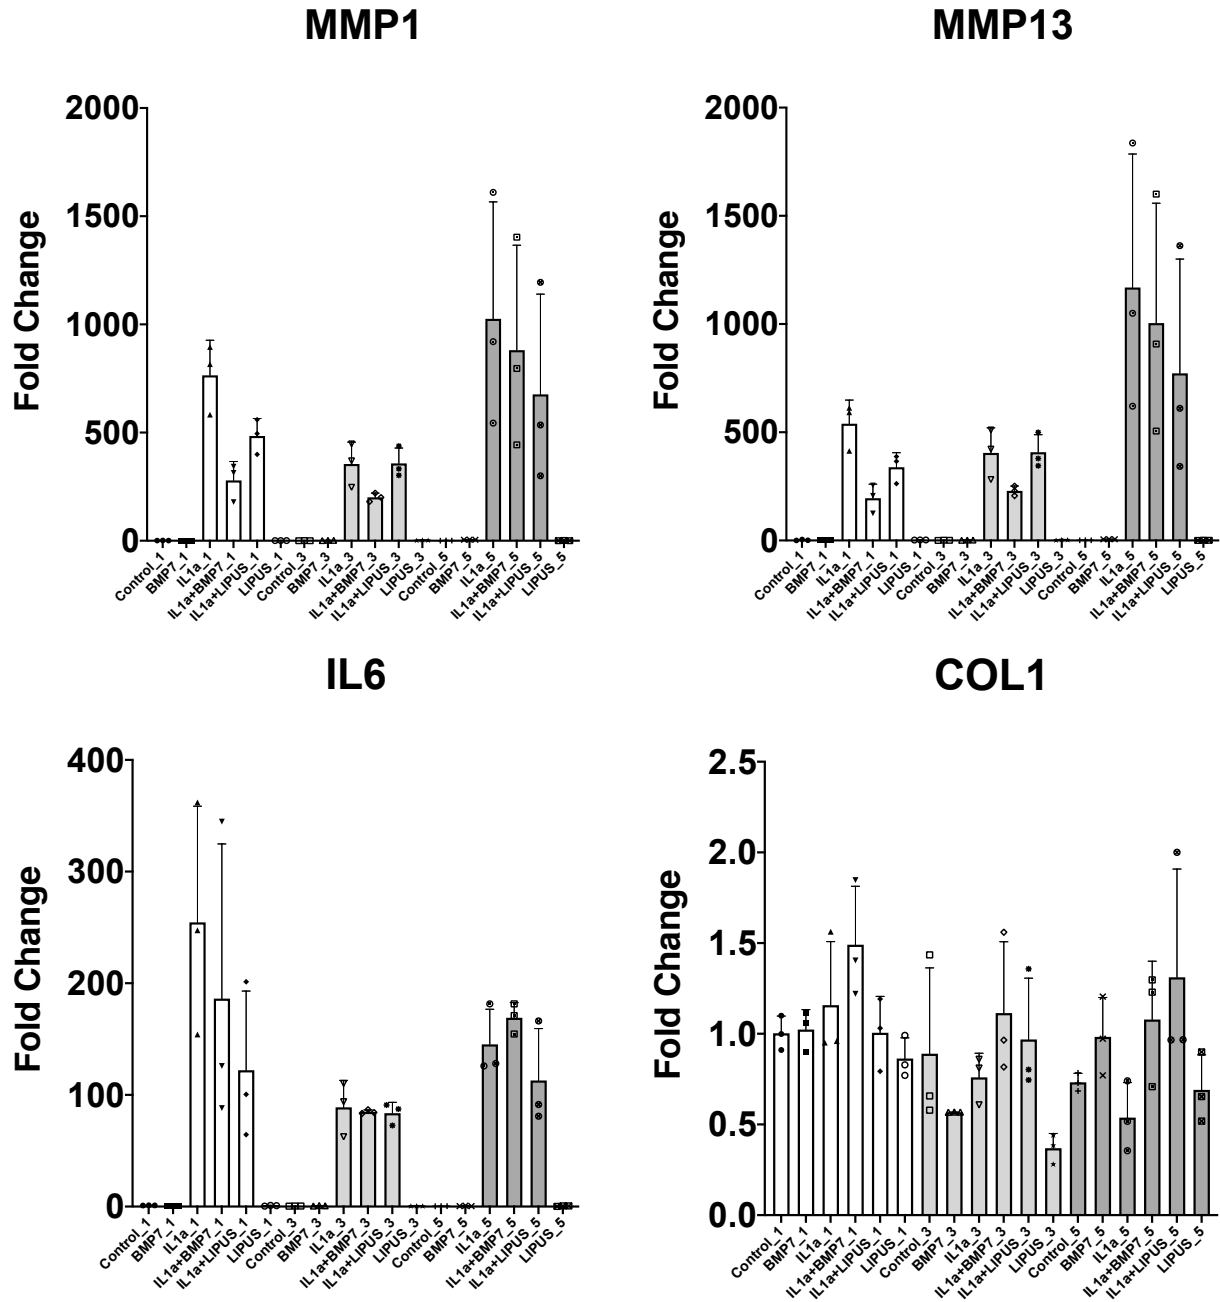 MMP1
MMP13
Fold Change
2000
1500
1000
500
0
Control_1
BMP7_1
IL1a_1
IL1a+BMP7_1
IL1a+LIPUS_1
LIPUS_1
Control_3
BMP7_3
IL1a_3
IL1a+BMP7_3
IL1a+LIPUS_3
LIPUS_3
Control_5
BMP7_5
IL1a_5
IL1a+BMP7_5
IL1a+LIPUS_5
LIPUS_5
Fold Change
2000
1500
1000
500
0
Control_1
BMP7_1
IL1a_1
IL1a+BMP7_1
IL1a+LIPUS_1
LIPUS_1
Control_3
BMP7_3
IL1a_3
IL1a+BMP7_3
IL1a+LIPUS_3
LIPUS_3
Control_5
BMP7_5
IL1a_5
IL1a+BMP7_5
IL1a+LIPUS_5
LIPUS_5
IL6
COL1
Fold Change
400
300
200
100
0
Control_1
BMP7_1
IL1a_1
IL1a+BMP7_1
IL1a+LIPUS_1
LIPUS_1
Control_3
BMP7_3
IL1a_3
IL1a+BMP7_3
IL1a+LIPUS_3
LIPUS_3
Control_5
BMP7_5
IL1a_5
IL1a+BMP7_5
IL1a+LIPUS_5
LIPUS_5
Fold Change
2.5
2.0
1.5
1.0
0.5
0.0
Control_1
BMP7_1
IL1a_1
IL1a+BMP7_1
IL1a+LIPUS_1
LIPUS_1
Control_3
BMP7_3
IL1a_3
IL1a+BMP7_3
IL1a+LIPUS_3
LIPUS_3
Control_5
BMP7_5
IL1a_5
IL1a+BMP7_5
IL1a+LIPUS_5
LIPUS_5